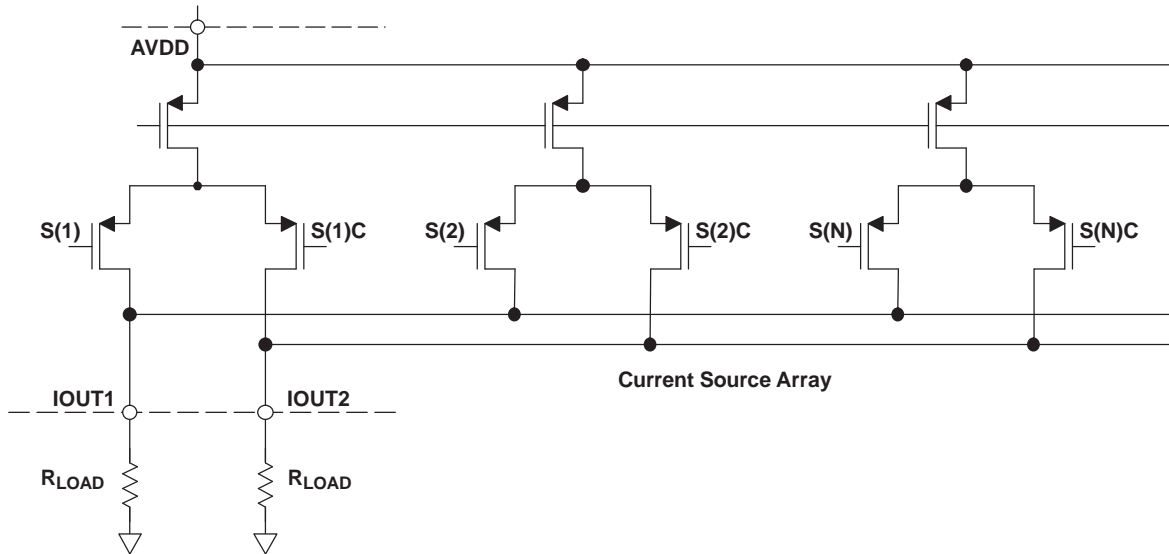 AVDD
S(1)
S(1)C
S(2)
S(2)C
S(N)
S(N)C
Current Source Array
IOUT1
IOUT2
RLOAD
RLOAD